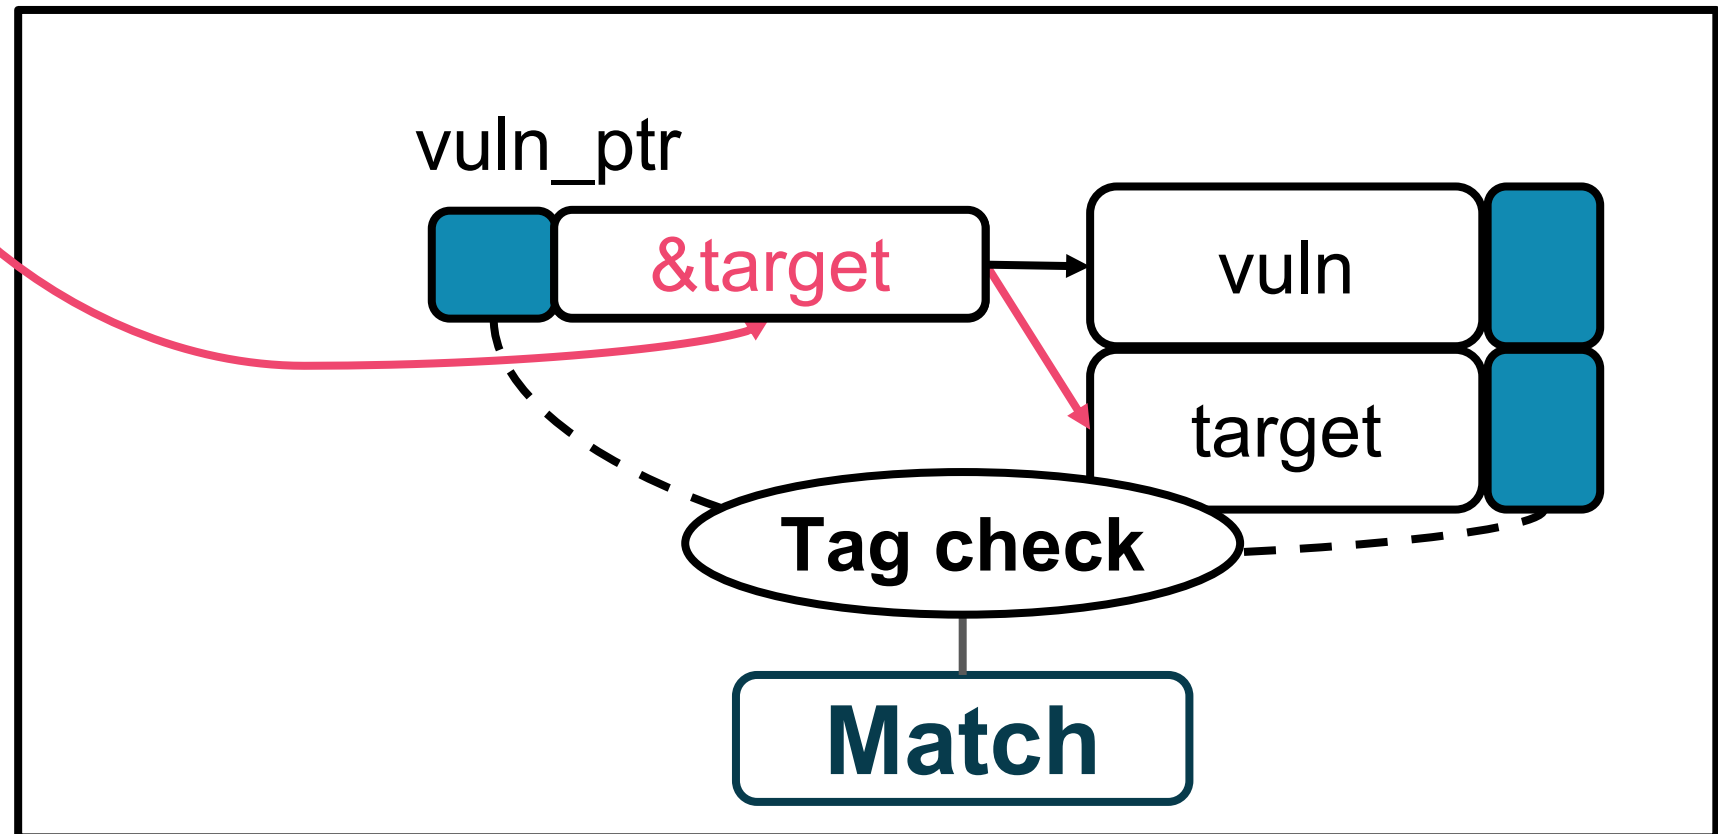 vuln_ptr
&target
vuln
target
Tag check
Match